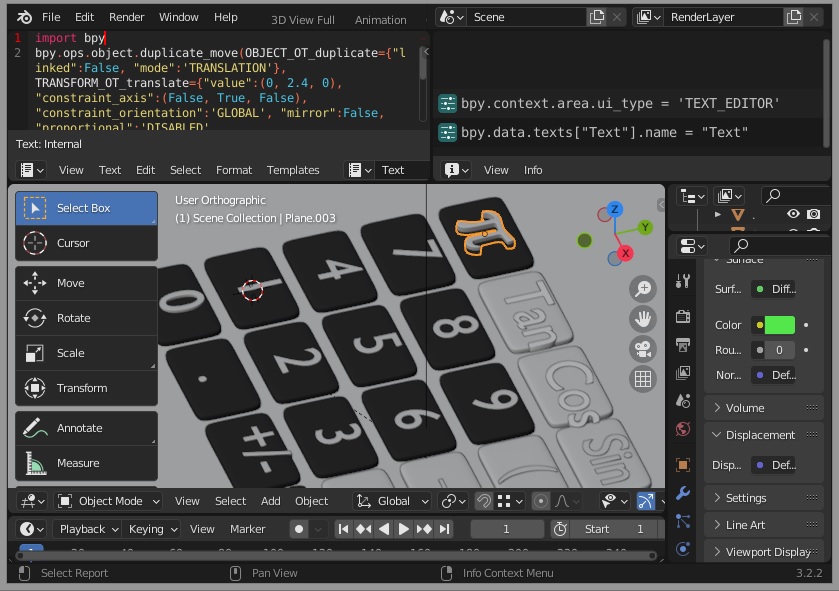 File Edit Render Window Help 3D View Full Animation Scene RenderLayer
1 import bpy
2 bpy.ops.object.duplicate_move(OBJECT_OT_duplicate={"l
inked":False, "mode":'TRANSLATION'},
TRANSFORM_OT_translate={"value":(0, 2.4, 0),
"constraint_axis":(False, True, False),
"constraint_orientation":'GLOBAL', "mirror":False,
"proportional":'DISABLED'
bpy.context.area.ui_type = 'TEXT_EDITOR'
bpy.data.texts["Text"].name = "Text"
Text: Internal
View Text Edit Select Format Templates Text View Info
User Orthographic
(1) Scene Collection | Plane.003
Select Box
Cursor
Move
Rotate
Scale
Transform
Annotate
Measure
Z
Y
X
0 4 7 π
. 2 5 8 Tan
+/- 3 6 9 Cos
( Sin
Surface
Surf... Diff...
Color
Rou... 0
Nor... Def...
Volume
Displacement
Disp... Def...
Settings
Line Art
Viewport Display
Object Mode View Select Add Object Global
Playback Keying View Marker 1 Start 1
Select Report Pan View Info Context Menu 3.2.2